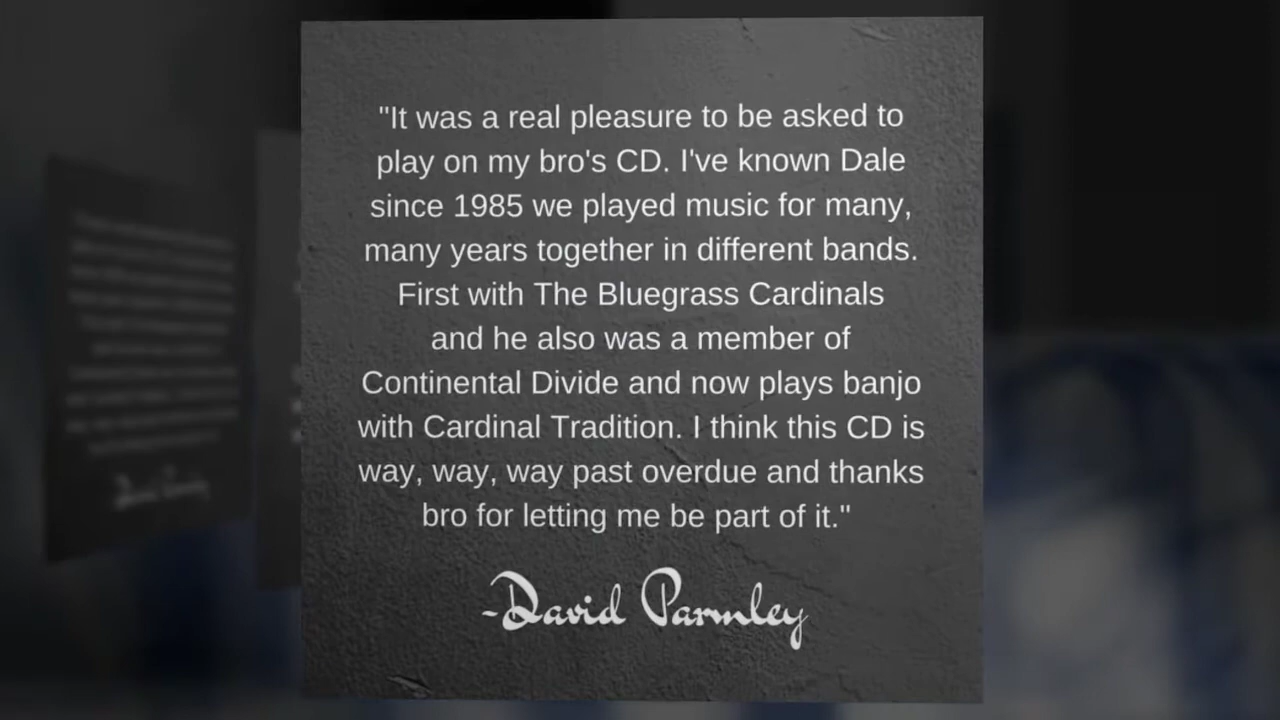 "It was a real pleasure to be asked to
play on my bro's CD. I've known Dale
since 1985 we played music for many,
many years together in different bands.
First with The Bluegrass Cardinals
and he also was a member of
Continental Divide and now plays banjo
with Cardinal Tradition. I think this CD is
way, way, way past overdue and thanks
bro for letting me be part of it."
-David Parmley